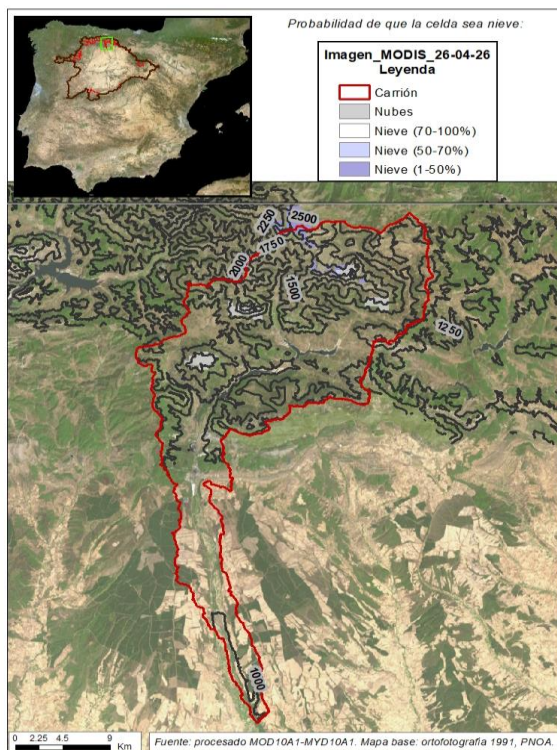 Probabilidad de que la celda sea nieve:
Imagen_MODIS_26-04-26
Leyenda
Carrión
Nubes
Nieve (70-100%)
Nieve (50-70%)
Nieve (1-50%)
2250
2500
1750
2000
1500
1250
1000
0 2.25 4.5 9
Km
Fuente: procesado MOD10A1-MYD10A1. Mapa base: ortofotografía 1991, PNOA.